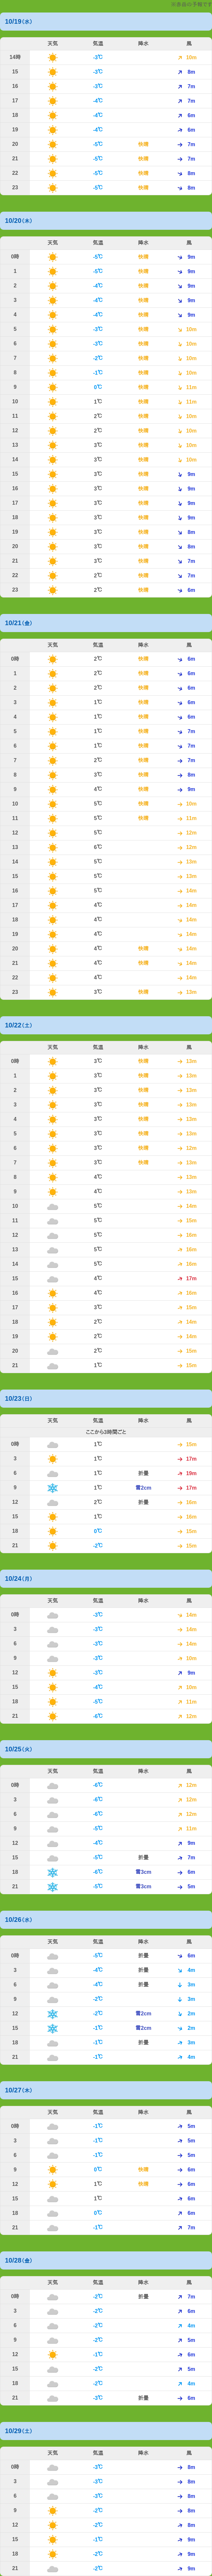 10/19(水)
天気 気温 降水 風
14時 -3℃ 10m
15 -3℃ 8m
16 -3℃ 7m
17 -4℃ 7m
18 -4℃ 6m
19 -4℃ 6m
20 -5℃ 快晴 7m
21 -5℃ 快晴 7m
22 -5℃ 快晴 8m
23 -5℃ 快晴 8m
10/20(木)
天気 気温 降水 風
0時 -5℃ 快晴 9m
1 -5℃ 快晴 9m
2 -4℃ 快晴 9m
3 -4℃ 快晴 9m
4 -4℃ 快晴 9m
5 -3℃ 快晴 10m
6 -3℃ 快晴 10m
7 -2℃ 快晴 10m
8 -1℃ 快晴 10m
9 0℃ 快晴 11m
10 1℃ 快晴 11m
11 2℃ 快晴 10m
12 2℃ 快晴 10m
13 3℃ 快晴 10m
14 3℃ 快晴 10m
15 3℃ 快晴 9m
16 3℃ 快晴 9m
17 3℃ 快晴 9m
18 3℃ 快晴 9m
19 3℃ 快晴 8m
20 3℃ 快晴 8m
21 3℃ 快晴 7m
22 2℃ 快晴 7m
23 2℃ 快晴 6m
10/21(金)
天気 気温 降水 風
0時 2℃ 快晴 6m
1 2℃ 快晴 6m
2 2℃ 快晴 6m
3 1℃ 快晴 6m
4 1℃ 快晴 6m
5 1℃ 快晴 7m
6 1℃ 快晴 7m
7 2℃ 快晴 7m
8 3℃ 快晴 8m
9 4℃ 快晴 9m
10 5℃ 快晴 10m
11 5℃ 快晴 11m
12 5℃ 12m
13 6℃ 12m
14 5℃ 13m
15 5℃ 13m
16 5℃ 14m
17 4℃ 14m
18 4℃ 14m
19 4℃ 14m
20 4℃ 快晴 14m
21 4℃ 快晴 14m
22 4℃ 14m
23 3℃ 快晴 13m
10/22(土)
天気 気温 降水 風
0時 3℃ 快晴 13m
1 3℃ 快晴 13m
2 3℃ 快晴 13m
3 3℃ 快晴 13m
4 3℃ 快晴 13m
5 3℃ 快晴 13m
6 3℃ 快晴 12m
7 3℃ 快晴 13m
8 4℃ 13m
9 4℃ 13m
10 5℃ 14m
11 5℃ 15m
12 5℃ 16m
13 5℃ 16m
14 5℃ 16m
15 4℃ 17m
16 4℃ 16m
17 3℃ 15m
18 2℃ 14m
19 2℃ 14m
20 2℃ 15m
21 1℃ 15m
10/23(日)
天気 気温 降水 風
ここから3時間ごと
0時 1℃ 15m
3 1℃ 17m
6 1℃ 折曇 19m
9 1℃ 雪2cm 17m
12 2℃ 折曇 16m
15 1℃ 16m
18 0℃ 15m
21 -2℃ 15m
10/24(月)
天気 気温 降水 風
0時 -3℃ 14m
3 -3℃ 14m
6 -3℃ 14m
9 -3℃ 10m
12 -3℃ 9m
15 -4℃ 10m
18 -5℃ 11m
21 -6℃ 12m
10/25(火)
天気 気温 降水 風
0時 -6℃ 12m
3 -6℃ 12m
6 -6℃ 12m
9 -5℃ 11m
12 -4℃ 9m
15 -5℃ 折曇 7m
18 -6℃ 雪3cm 6m
21 -5℃ 雪3cm 5m
10/26(水)
天気 気温 降水 風
0時 -5℃ 折曇 6m
3 -4℃ 折曇 4m
6 -4℃ 折曇 3m
9 -2℃ 3m
12 -2℃ 雪2cm 2m
15 -1℃ 雪2cm 2m
18 -1℃ 折曇 3m
21 -1℃ 4m
10/27(木)
天気 気温 降水 風
0時 -1℃ 5m
3 -1℃ 5m
6 -1℃ 5m
9 0℃ 快晴 6m
12 1℃ 快晴 6m
15 1℃ 6m
18 0℃ 6m
21 -1℃ 7m
10/28(金)
天気 気温 降水 風
0時 -2℃ 折曇 7m
3 -2℃ 6m
6 -2℃ 4m
9 -2℃ 5m
12 -1℃ 6m
15 -2℃ 5m
18 -2℃ 4m
21 -3℃ 折曇 6m
10/29(土)
天気 気温 降水 風
0時 -3℃ 8m
3 -3℃ 8m
6 -3℃ 8m
9 -2℃ 8m
12 -2℃ 8m
15 -1℃ 9m
18 -2℃ 9m
21 -2℃ 9m